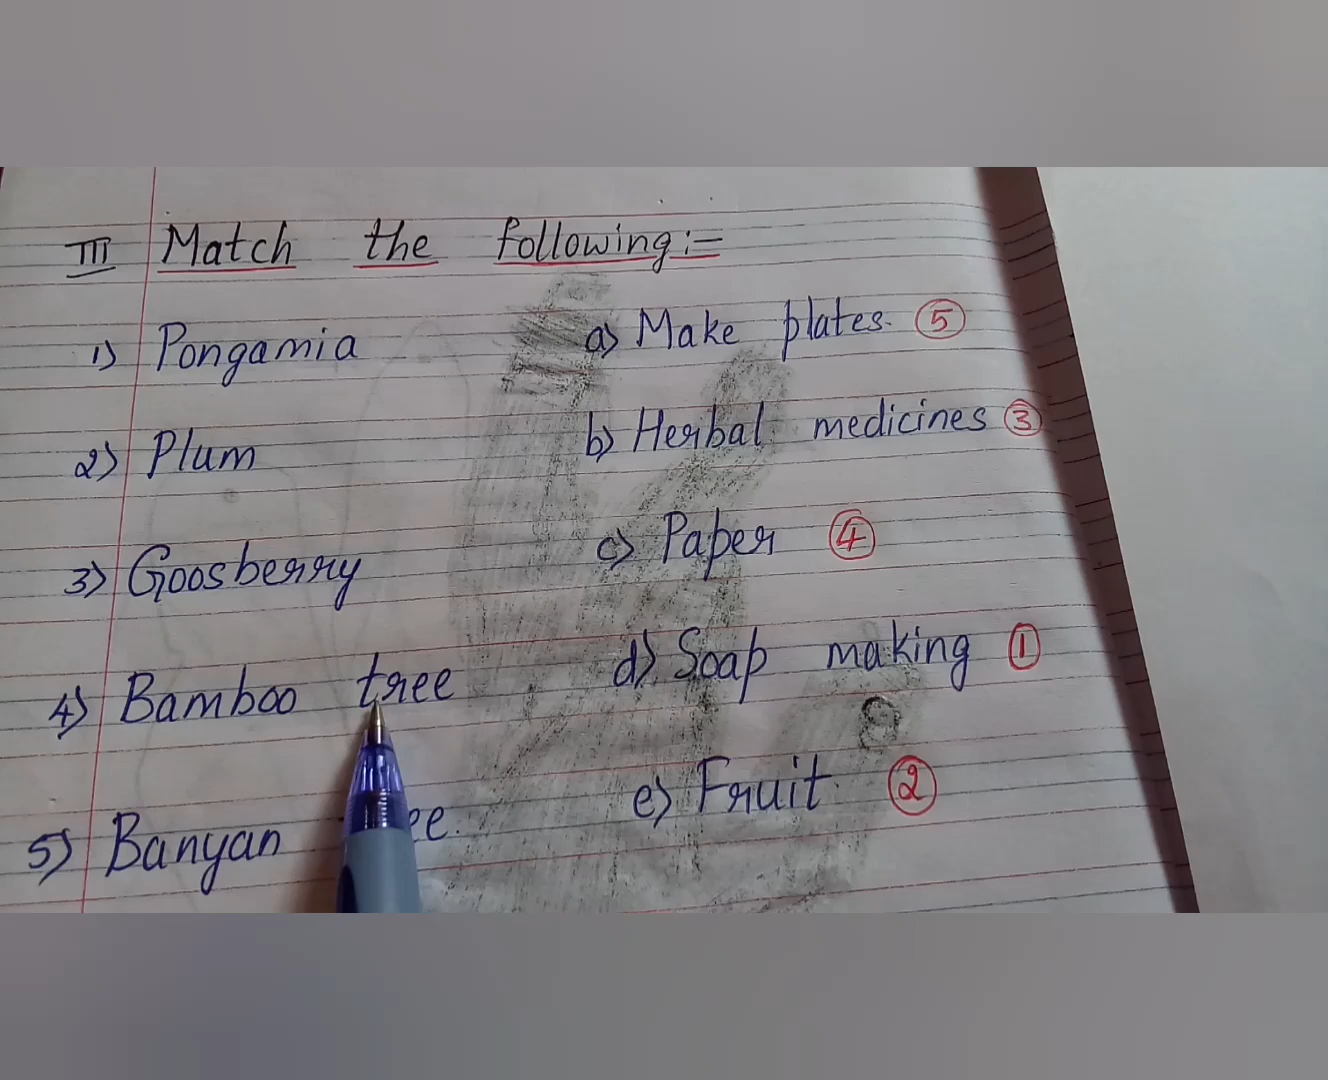 III Match the following:-
1) Pongamia a) Make plates. 5
2) Plum b) Herbal medicines 3
3) Goosberry c) Paper 4
4) Bamboo tree d) Soap making 1
5) Banyan e) Fruit. 2